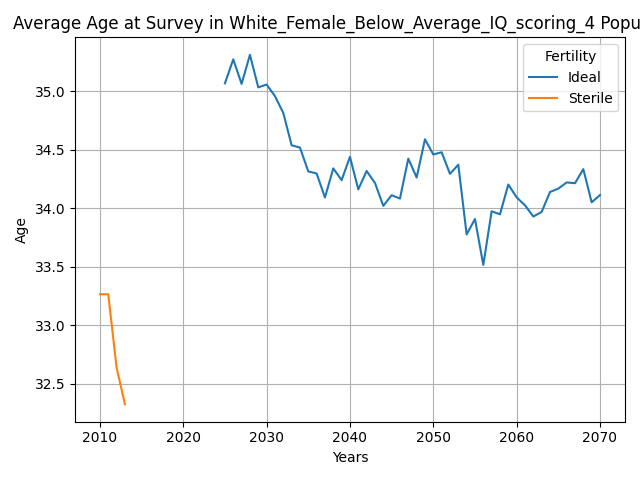 Average Age at Survey in White_Female_Below_Average_IQ_scoring_4 Popu
Fertility
Ideal
Sterile
35.0
34.5
34.0
33.5
33.0
32.5
Age
2010 2020 2030 2040 2050 2060 2070
Years